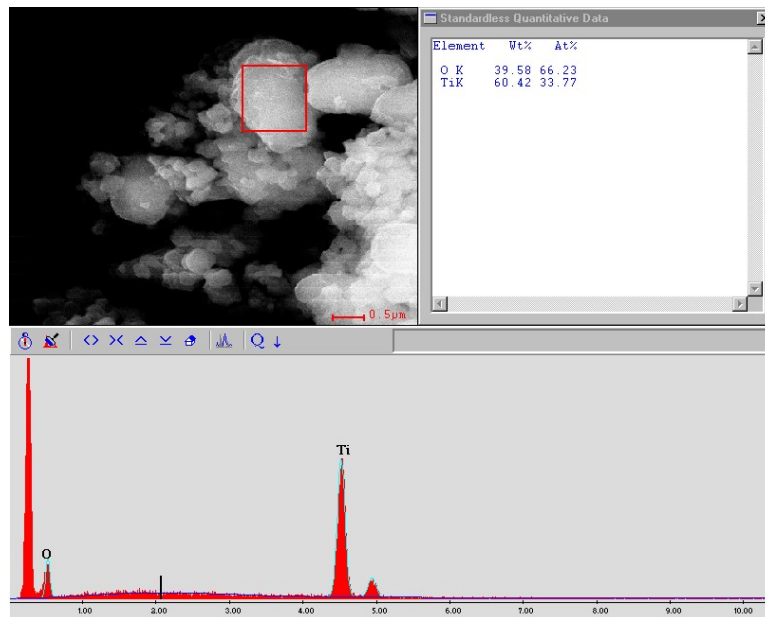 Standardless Quantitative Data
Element Wt% At%
O K 39.58 66.23
TiK 60.42 33.77
0.5µm
Q
Ti
O
1.00 2.00 3.00 4.00 5.00 6.00 7.00 8.00 9.00 10.00